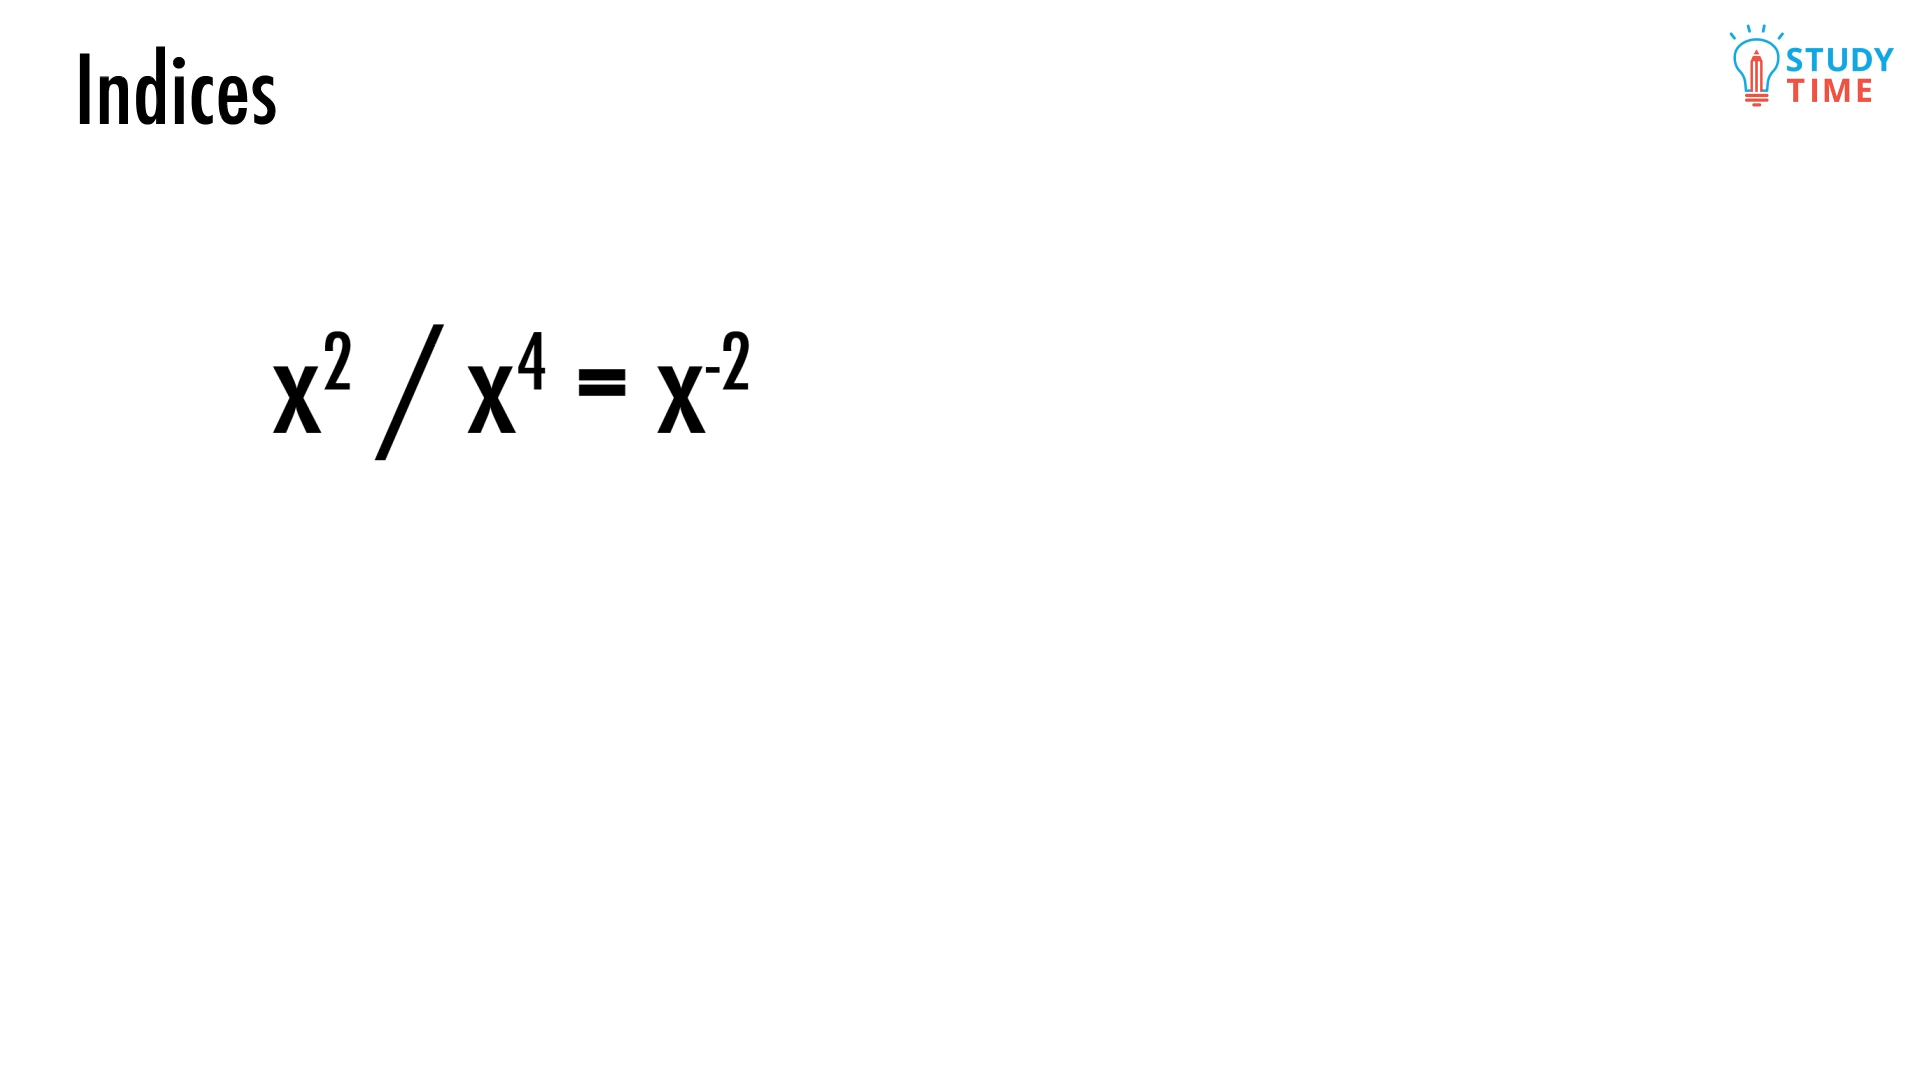 Indices
STUDY
TIME
x² / x⁴ = x⁻²